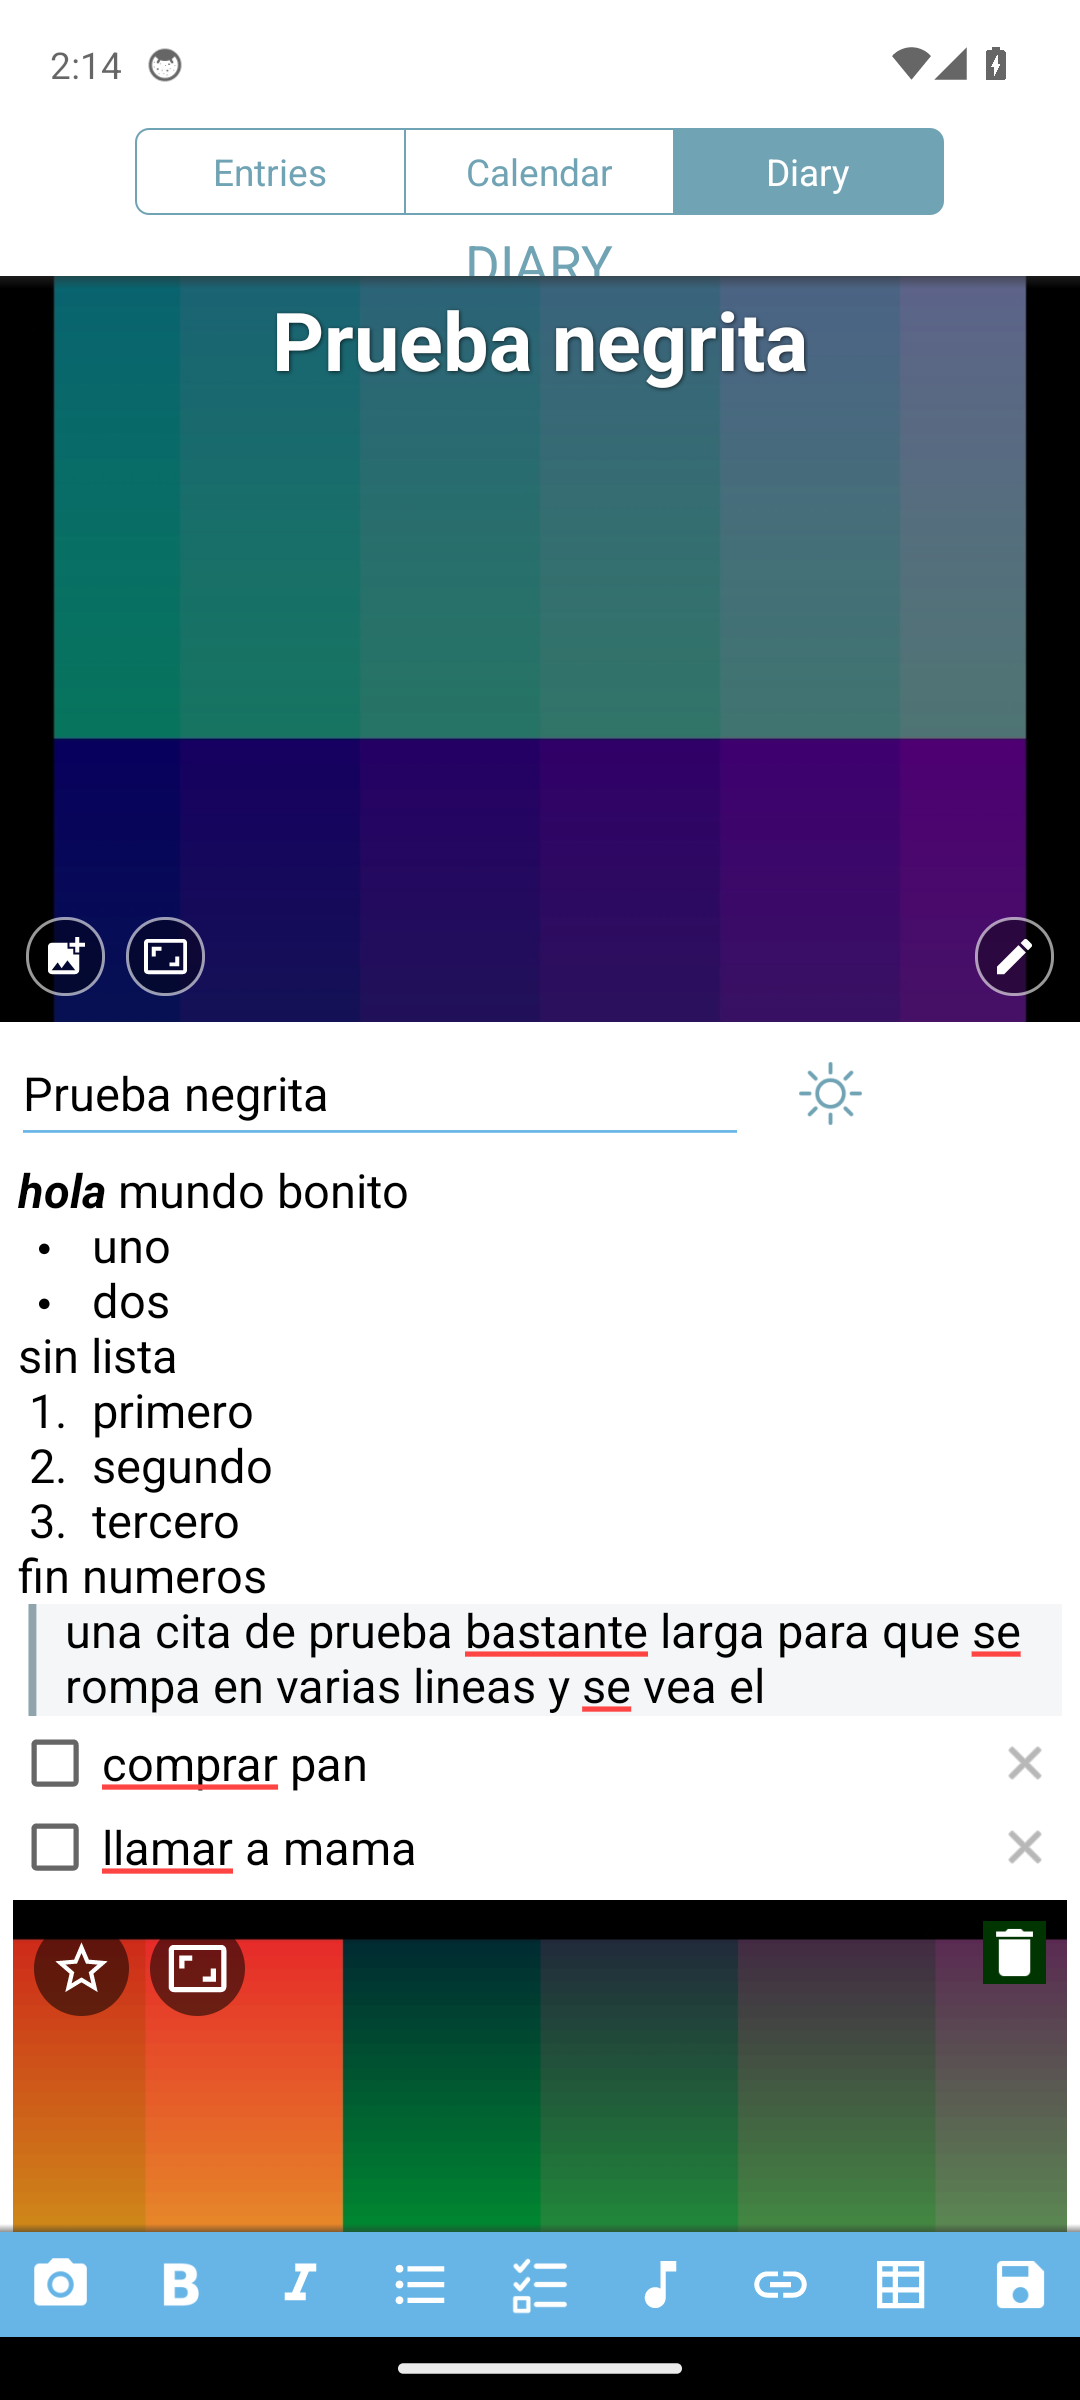 2:14
Entries Calendar Diary
DIARY
Prueba negrita
Prueba negrita
hola mundo bonito
• uno
• dos
sin lista
1. primero
2. segundo
3. tercero
fin numeros
una cita de prueba bastante larga para que se
rompa en varias lineas y se vea el
comprar pan
llamar a mama
B I